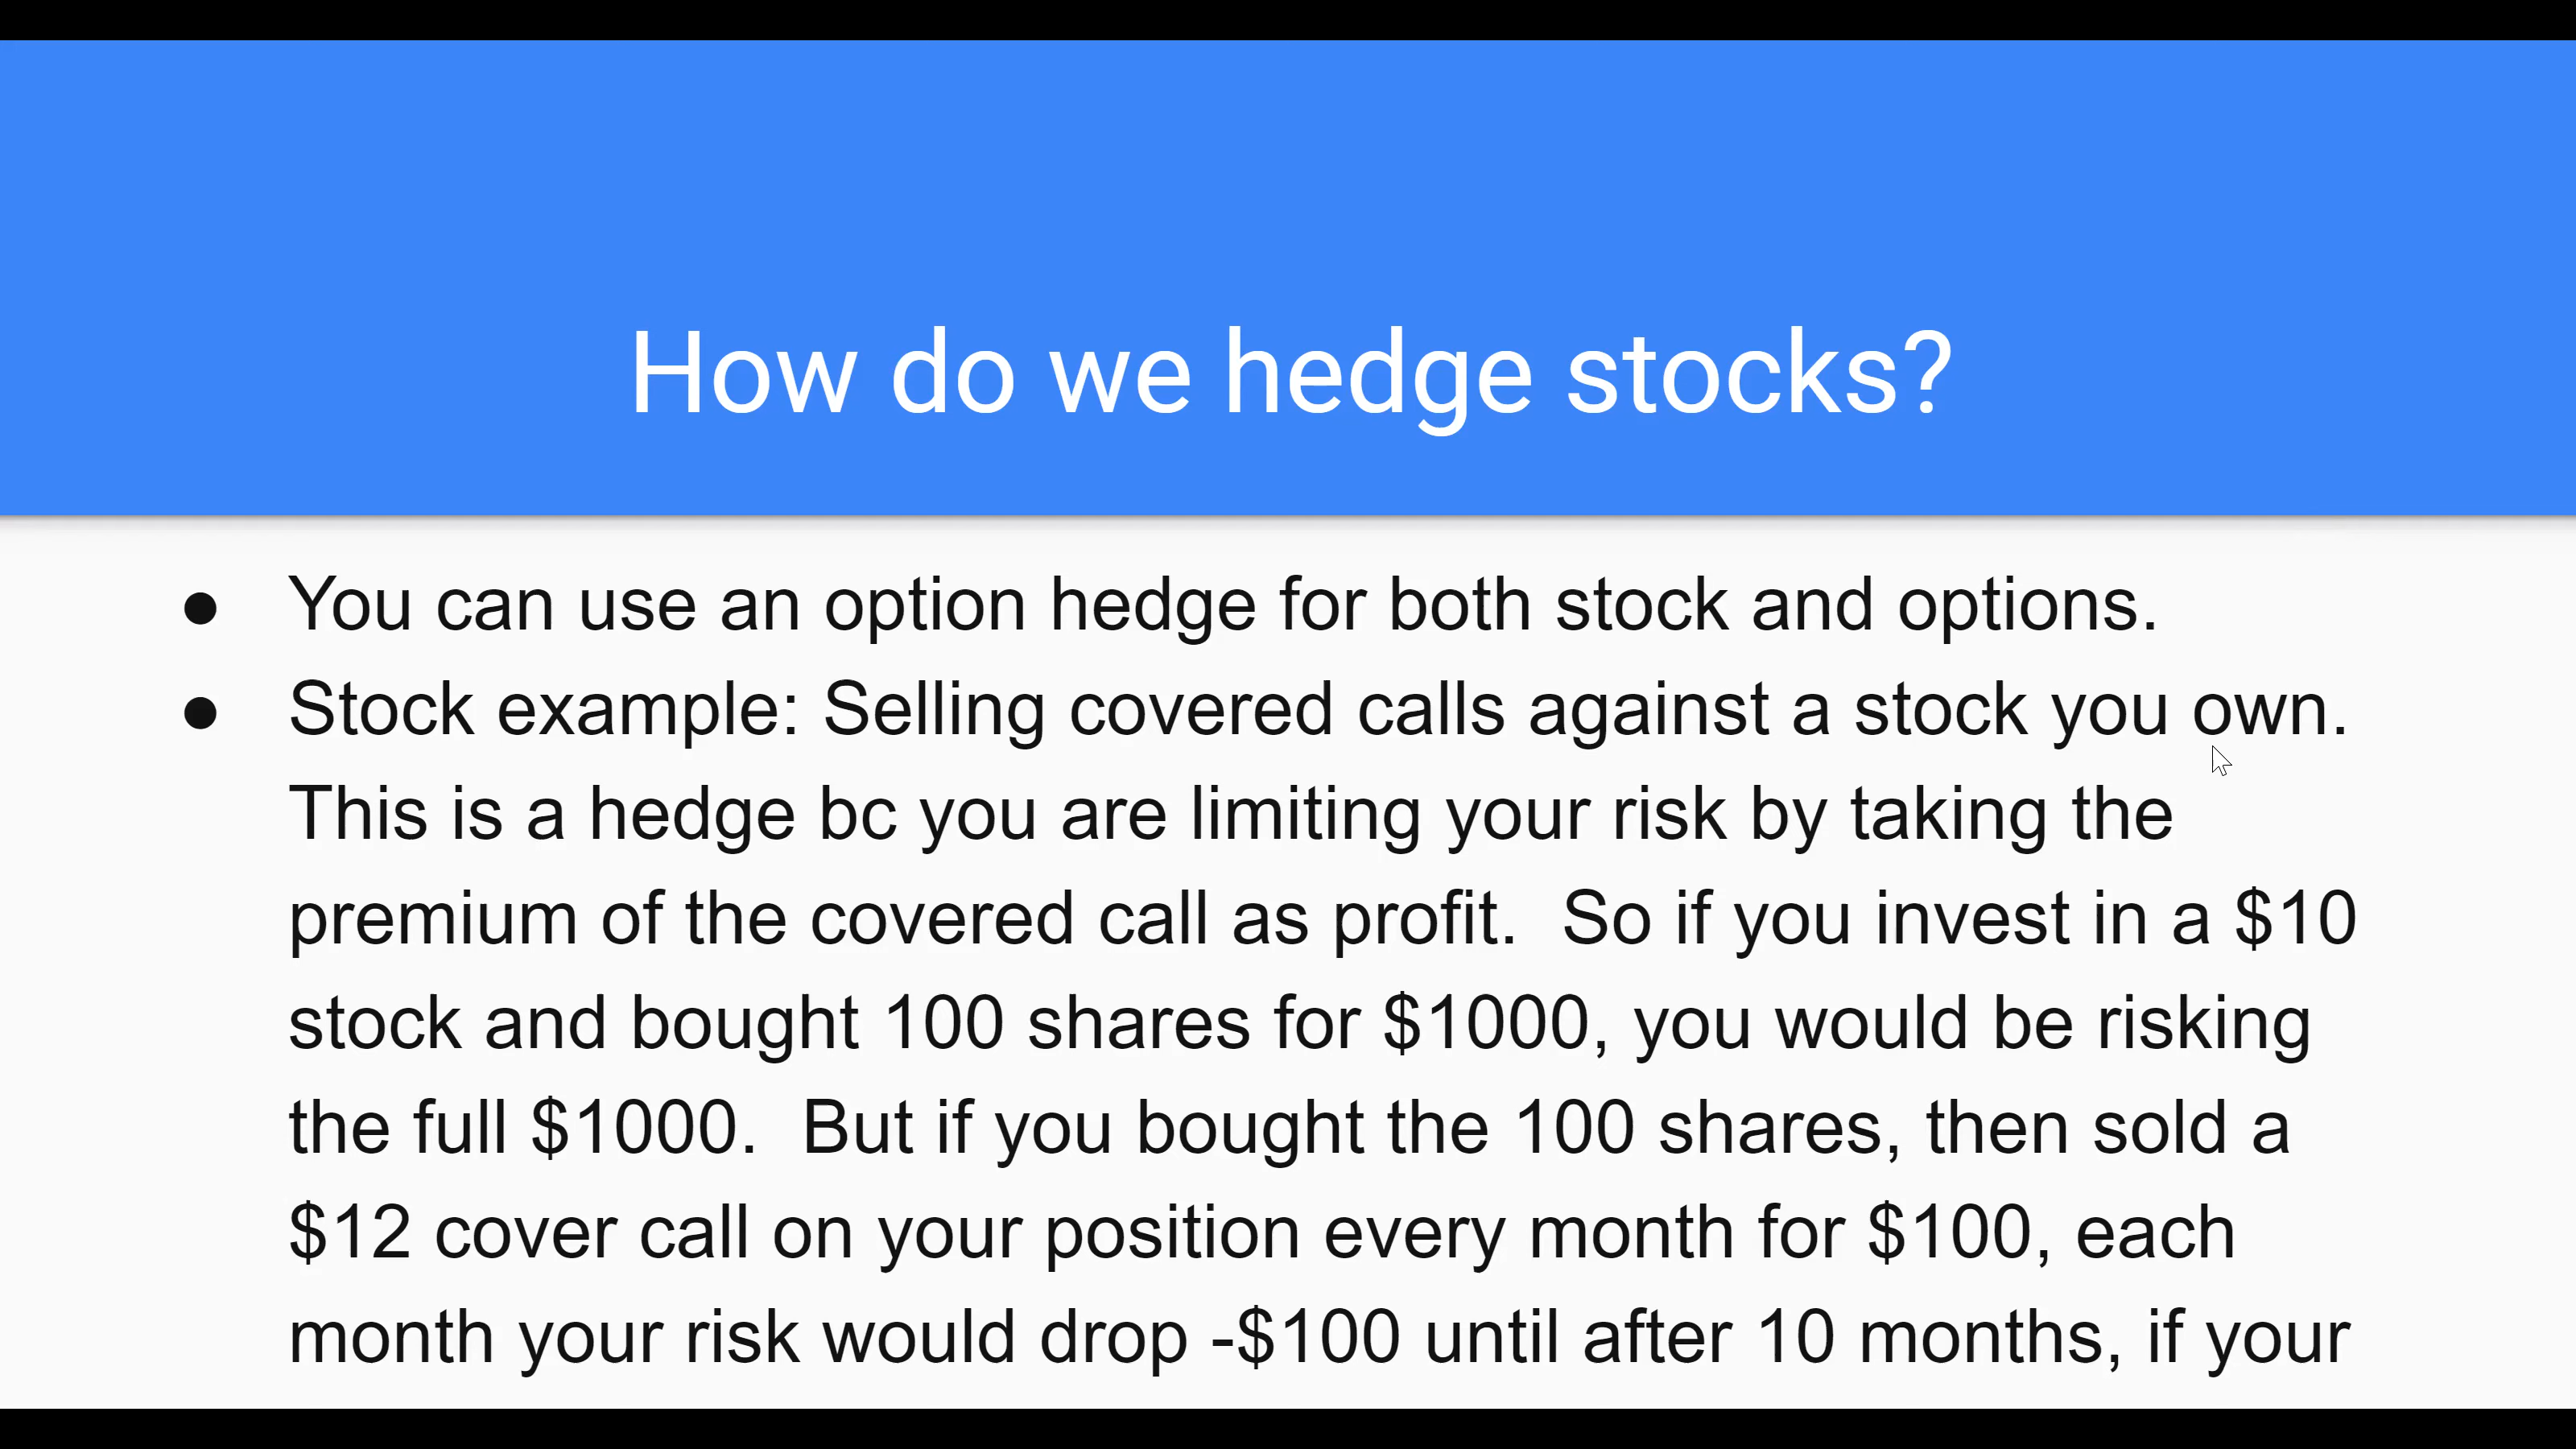 How do we hedge stocks?
● You can use an option hedge for both stock and options.
● Stock example: Selling covered calls against a stock you own.
This is a hedge bc you are limiting your risk by taking the
premium of the covered call as profit.  So if you invest in a $10
stock and bought 100 shares for $1000, you would be risking
the full $1000.  But if you bought the 100 shares, then sold a
$12 cover call on your position every month for $100, each
month your risk would drop -$100 until after 10 months, if your